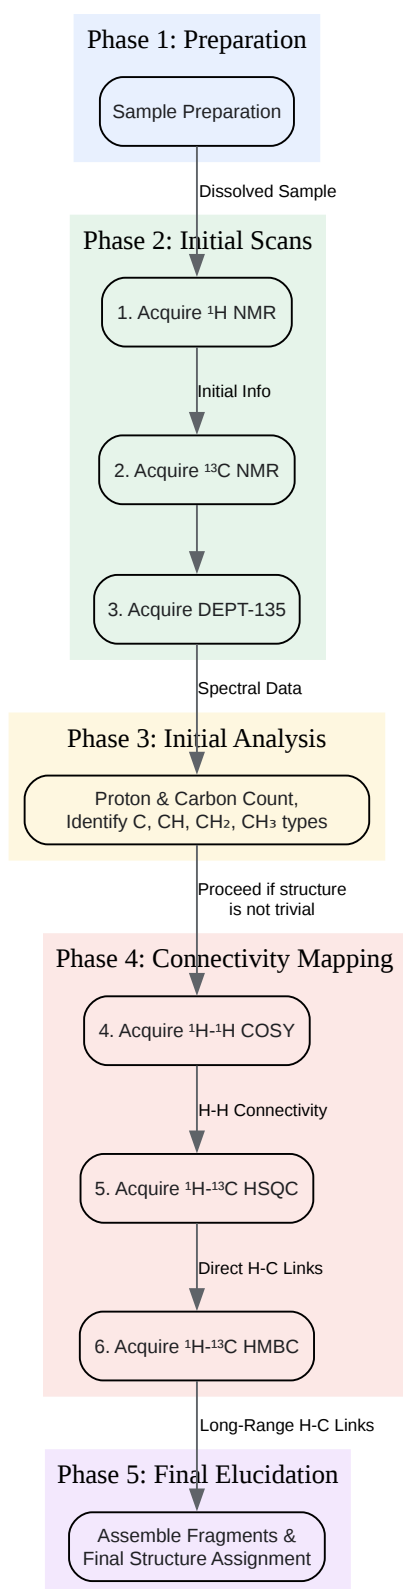 Phase 1: Preparation
Sample Preparation
Dissolved Sample
Phase 2: Initial Scans
1. Acquire ¹H NMR
Initial Info
2. Acquire ¹³C NMR
3. Acquire DEPT-135
Spectral Data
Phase 3: Initial Analysis
Proton & Carbon Count,
Identify C, CH, CH₂, CH₃ types
Proceed if structure
is not trivial
Phase 4: Connectivity Mapping
4. Acquire ¹H-¹H COSY
H-H Connectivity
5. Acquire ¹H-¹³C HSQC
Direct H-C Links
6. Acquire ¹H-¹³C HMBC
Long-Range H-C Links
Phase 5: Final Elucidation
Assemble Fragments &
Final Structure Assignment